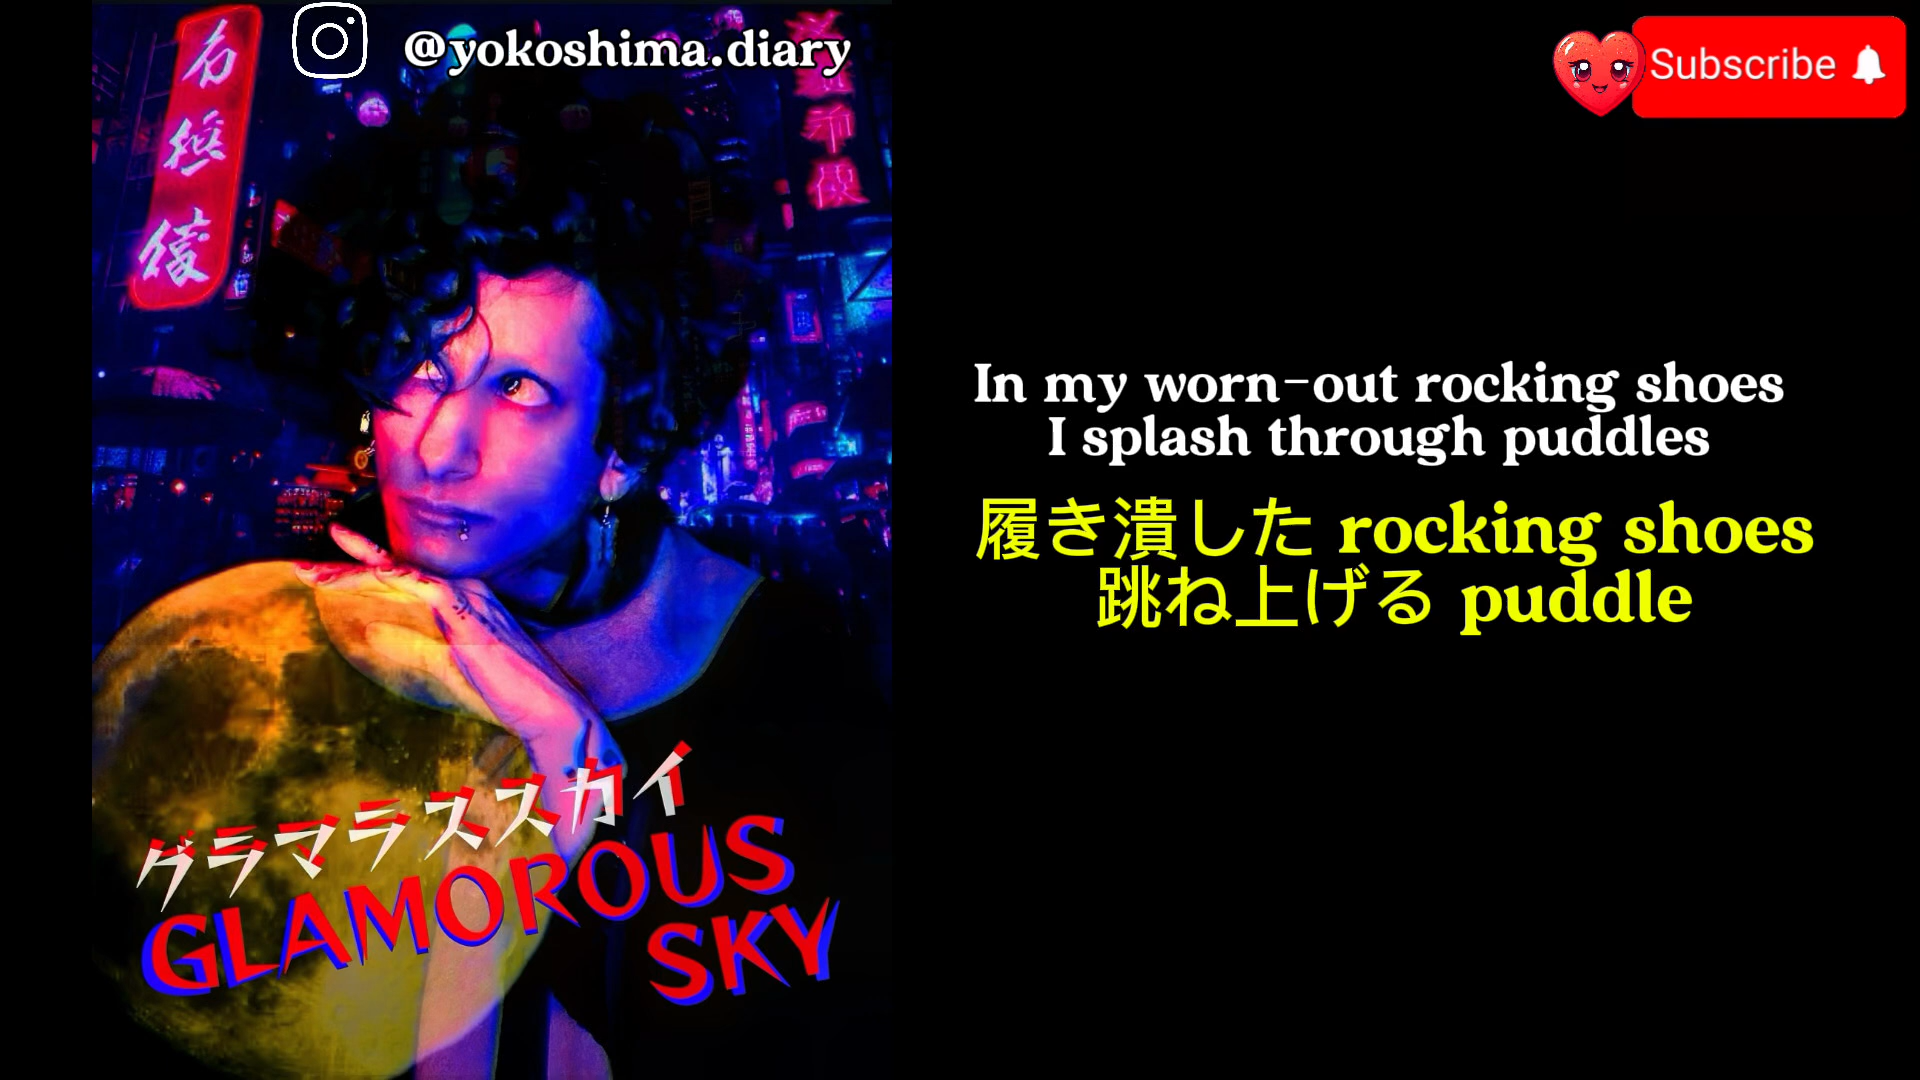 @yokoshima.diary
Subscribe
In my worn-out rocking shoes
I splash through puddles
履き潰した rocking shoes
跳ね上げる puddle
グラマラススカイ
GLAMOROUS
SKY